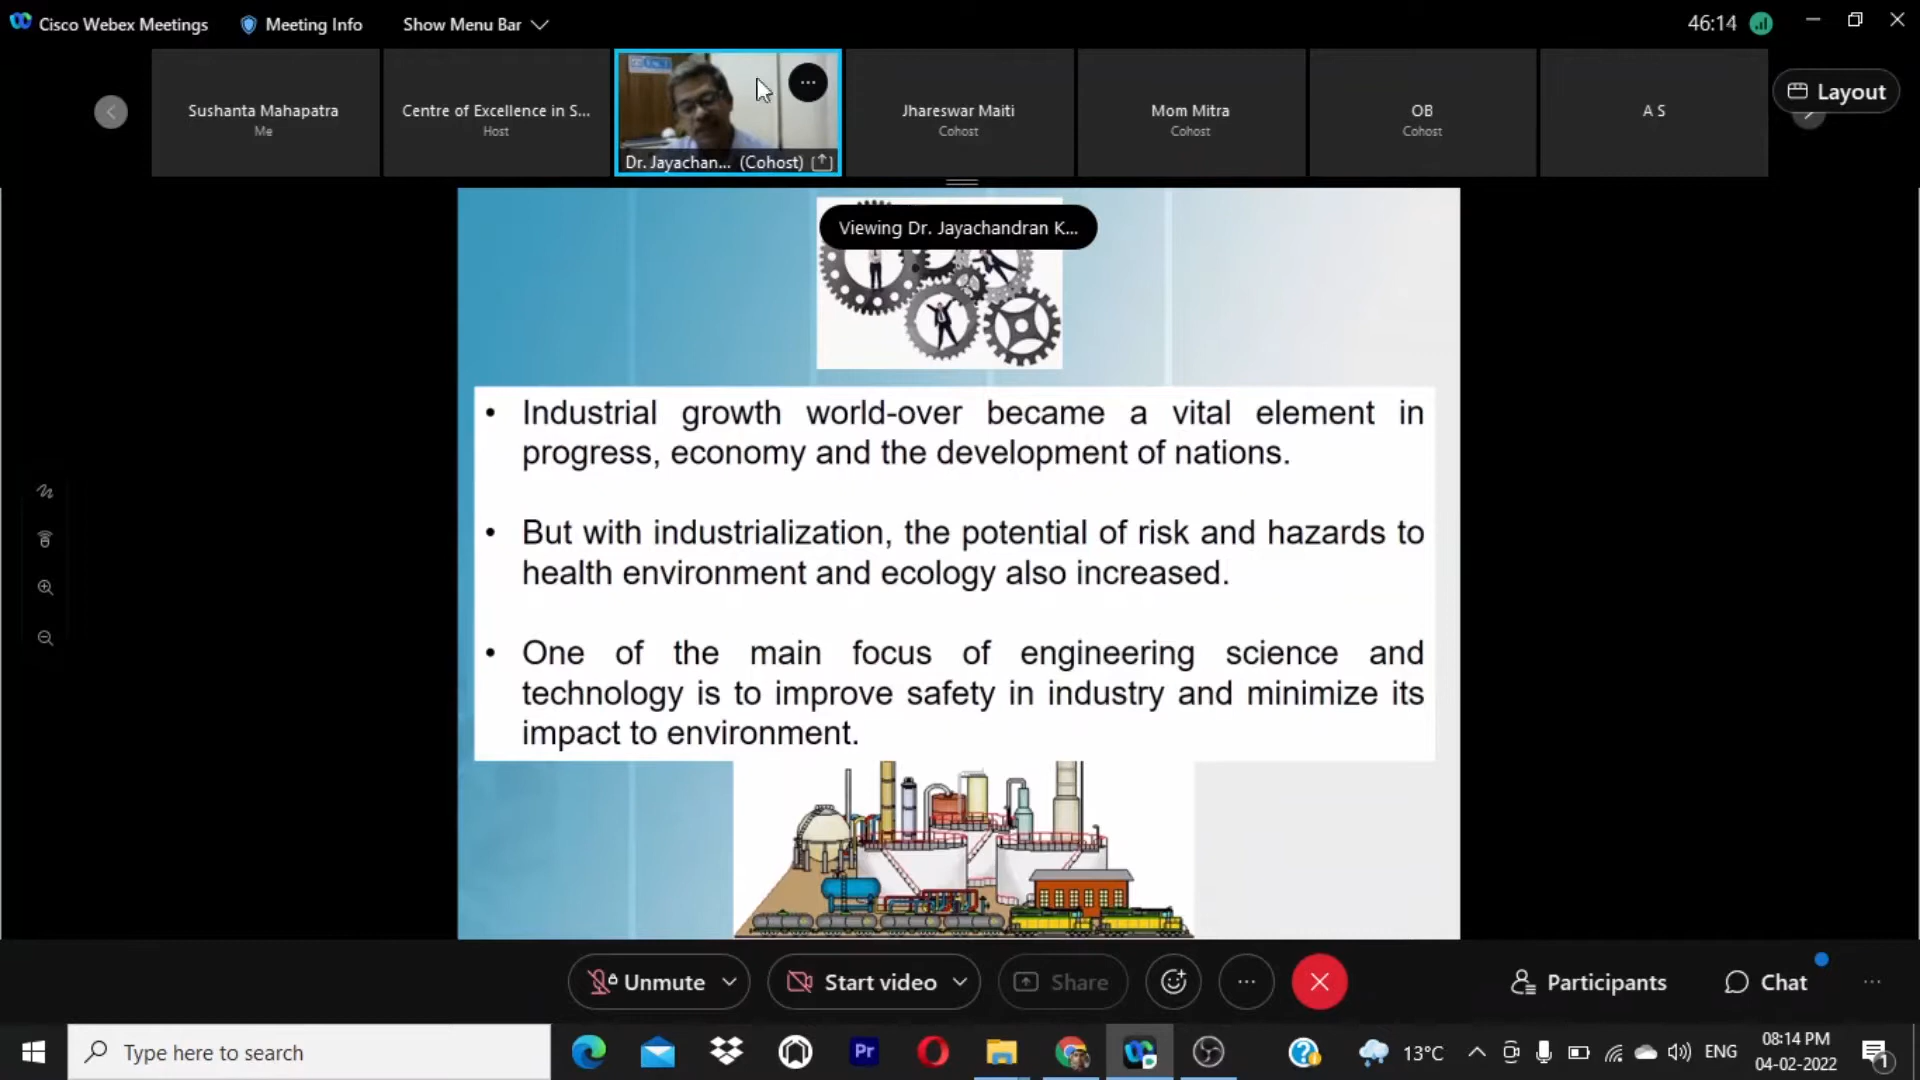 Cisco Webex Meetings
Meeting Info
Show Menu Bar
46:14
Sushanta Mahapatra
Me
Centre of Excellence in S...
Host
Dr. Jayachan... (Cohost)
Jhareswar Maiti
Cohost
Mom Mitra
Cohost
OB
Cohost
A S
Layout
Viewing Dr. Jayachandran K...
• Industrial growth world-over became a vital element in
progress, economy and the development of nations.
• But with industrialization, the potential of risk and hazards to
health environment and ecology also increased.
• One of the main focus of engineering science and
technology is to improve safety in industry and minimize its
impact to environment.
Unmute
Start video
Share
Participants
Chat
Type here to search
Pr
13°C
ENG
08:14 PM
04-02-2022
1